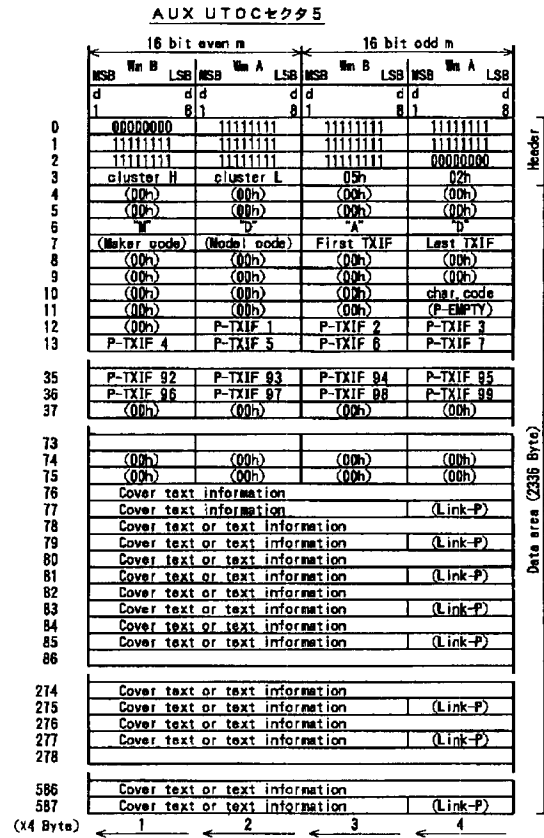 AUX UTOCセクタ5
16 bit even m 16 bit odd m
Wm B Wm A Wm B Wm A
MSB LSB MSB LSB MSB LSB MSB LSB
d d d d d d d d
1 8 1 8 1 8 1 8
0 00000000 11111111 11111111 11111111
1 11111111 11111111 11111111 11111111
2 11111111 11111111 11111111 00000000
3 cluster H cluster L 05h 02h
4 (00h) (00h) (00h) (00h)
5 (00h) (00h) (00h) (00h)
6 "M" "D" "A" "D"
7 (Maker code) (Model code) First TXIF Last TXIF
8 (00h) (00h) (00h) (00h)
9 (00h) (00h) (00h) (00h)
10 (00h) (00h) (00h) char. code
11 (00h) (00h) (00h) (P-EMPTY)
12 (00h) P-TXIF 1 P-TXIF 2 P-TXIF 3
13 P-TXIF 4 P-TXIF 5 P-TXIF 6 P-TXIF 7
35 P-TXIF 92 P-TXIF 93 P-TXIF 94 P-TXIF 95
36 P-TXIF 96 P-TXIF 97 P-TXIF 98 P-TXIF 99
37 (00h) (00h) (00h) (00h)
73
74 (00h) (00h) (00h) (00h)
75 (00h) (00h) (00h) (00h)
76 Cover text information
77 Cover text information (Link-P)
78 Cover text or text information
79 Cover text or text information (Link-P)
80 Cover text or text information
81 Cover text or text information (Link-P)
82 Cover text or text information
83 Cover text or text information (Link-P)
84 Cover text or text information
85 Cover text or text information (Link-P)
86
274 Cover text or text information
275 Cover text or text information (Link-P)
276 Cover text or text information
277 Cover text or text information (Link-P)
278
586 Cover text or text information
587 Cover text or text information (Link-P)
(X4 Byte) 1 2 3 4
Header
Data area (2336 Byte)